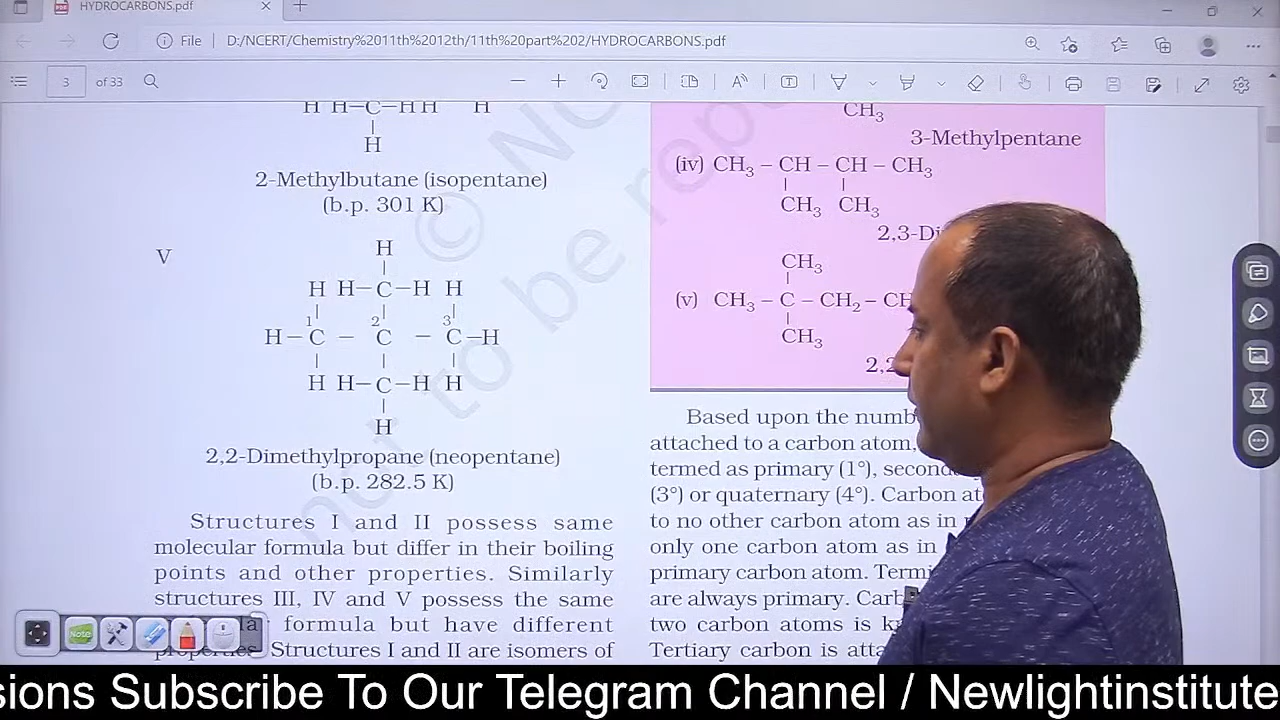 HYDROCARBONS.pdf
File D:/NCERT/Chemistry%2011th%2012th/11th%20part%202/HYDROCARBONS.pdf
3 of 33
H H–C–H H H
H
2-Methylbutane (isopentane)
(b.p. 301 K)
V
H
H H–C–H H
1 2 3
H–C – C – C–H
H H–C–H H
H
2,2-Dimethylpropane (neopentane)
(b.p. 282.5 K)
Structures I and II possess same
molecular formula but differ in their boiling
points and other properties. Similarly
structures III, IV and V possess the same
formula but have different
properties. Structures I and II are isomers of
CH3
3-Methylpentane
(iv) CH3 – CH – CH – CH3
CH3 CH3
2,3-Di
CH3
(v) CH3 – C – CH2 – CH
CH3
2,2
Based upon the numb
attached to a carbon atom,
termed as primary (1°), second
(3°) or quaternary (4°). Carbon at
to no other carbon atom as in
only one carbon atom as in
primary carbon atom. Termi
are always primary. Carb
two carbon atoms is k
Tertiary carbon is atta
© NC
not to be repu
Note
sions Subscribe To Our Telegram Channel / Newlightinstitute